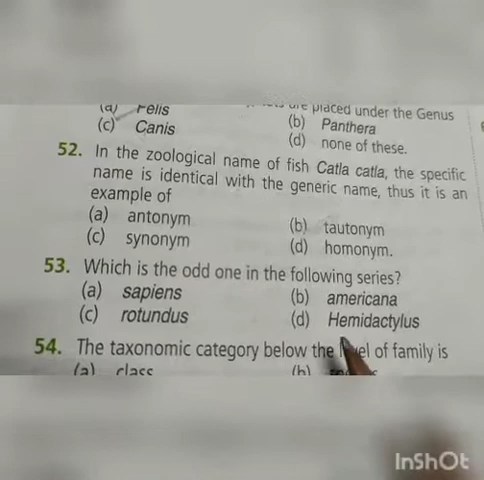 are placed under the Genus
(a) Felis
(b) Panthera
(c) Canis
(d) none of these.
52. In the zoological name of fish Catla catla, the specific
name is identical with the generic name, thus it is an
example of
(a) antonym (b) tautonym
(c) synonym (d) homonym.
53. Which is the odd one in the following series?
(a) sapiens (b) americana
(c) rotundus (d) Hemidactylus
54. The taxonomic category below the level of family is
(a) class (b)
InShOt